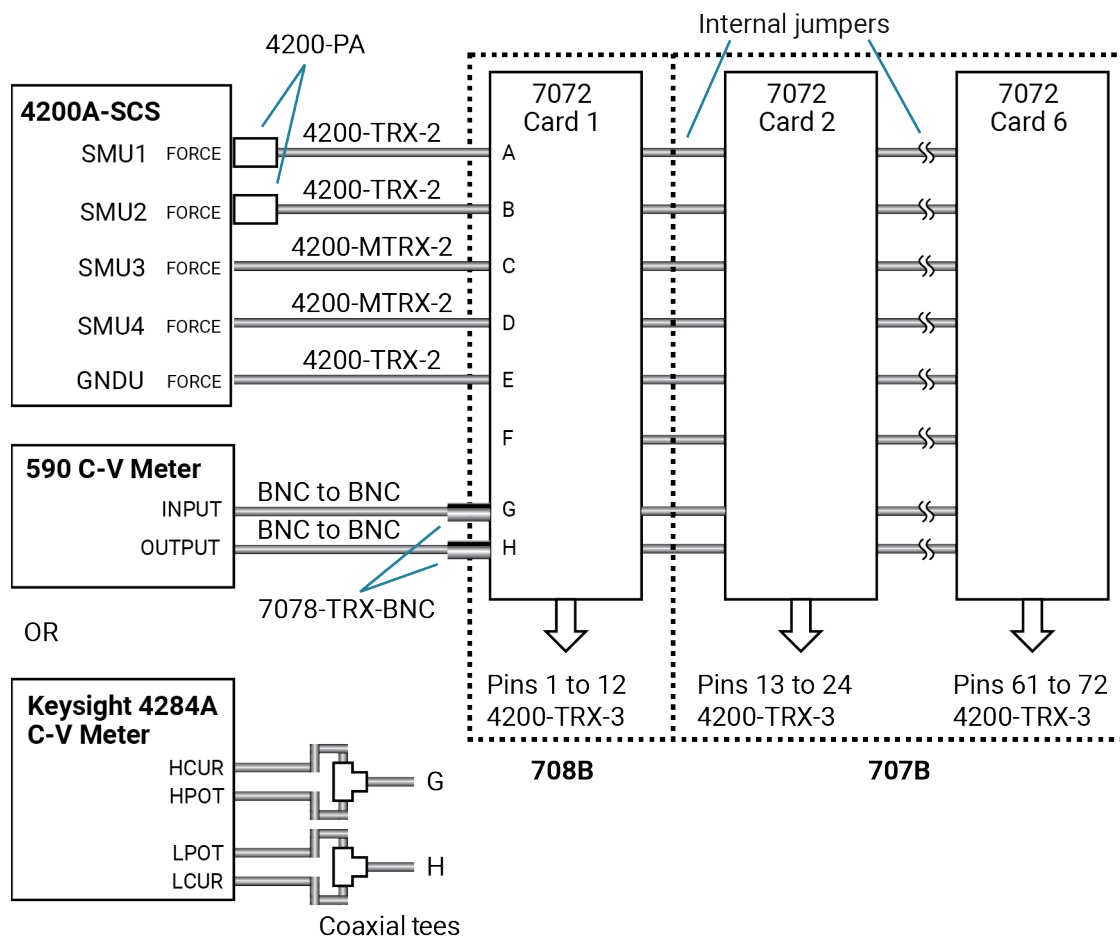 Internal jumpers
4200-PA
4200A-SCS
SMU1 FORCE
SMU2 FORCE
SMU3 FORCE
SMU4 FORCE
GNDU FORCE
4200-TRX-2
4200-TRX-2
4200-MTRX-2
4200-MTRX-2
4200-TRX-2
7072
Card 1
A
B
C
D
E
F
G
H
7072
Card 2
7072
Card 6
590 C-V Meter
INPUT
OUTPUT
BNC to BNC
BNC to BNC
7078-TRX-BNC
OR
Keysight 4284A
C-V Meter
HCUR
HPOT
LPOT
LCUR
G
H
Coaxial tees
Pins 1 to 12
4200-TRX-3
Pins 13 to 24
4200-TRX-3
Pins 61 to 72
4200-TRX-3
708B
707B